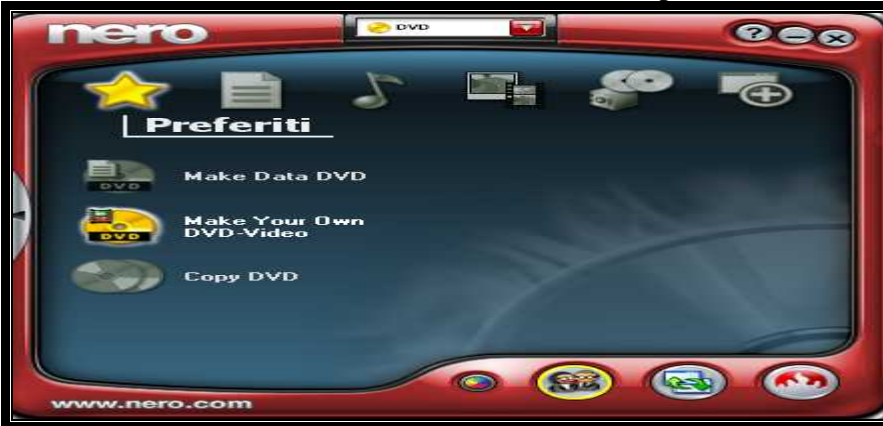 nero
DVD
?
Preferiti
DVD
Make Data DVD
DVD
Make Your Own
DVD-Video
Copy DVD
www.nero.com